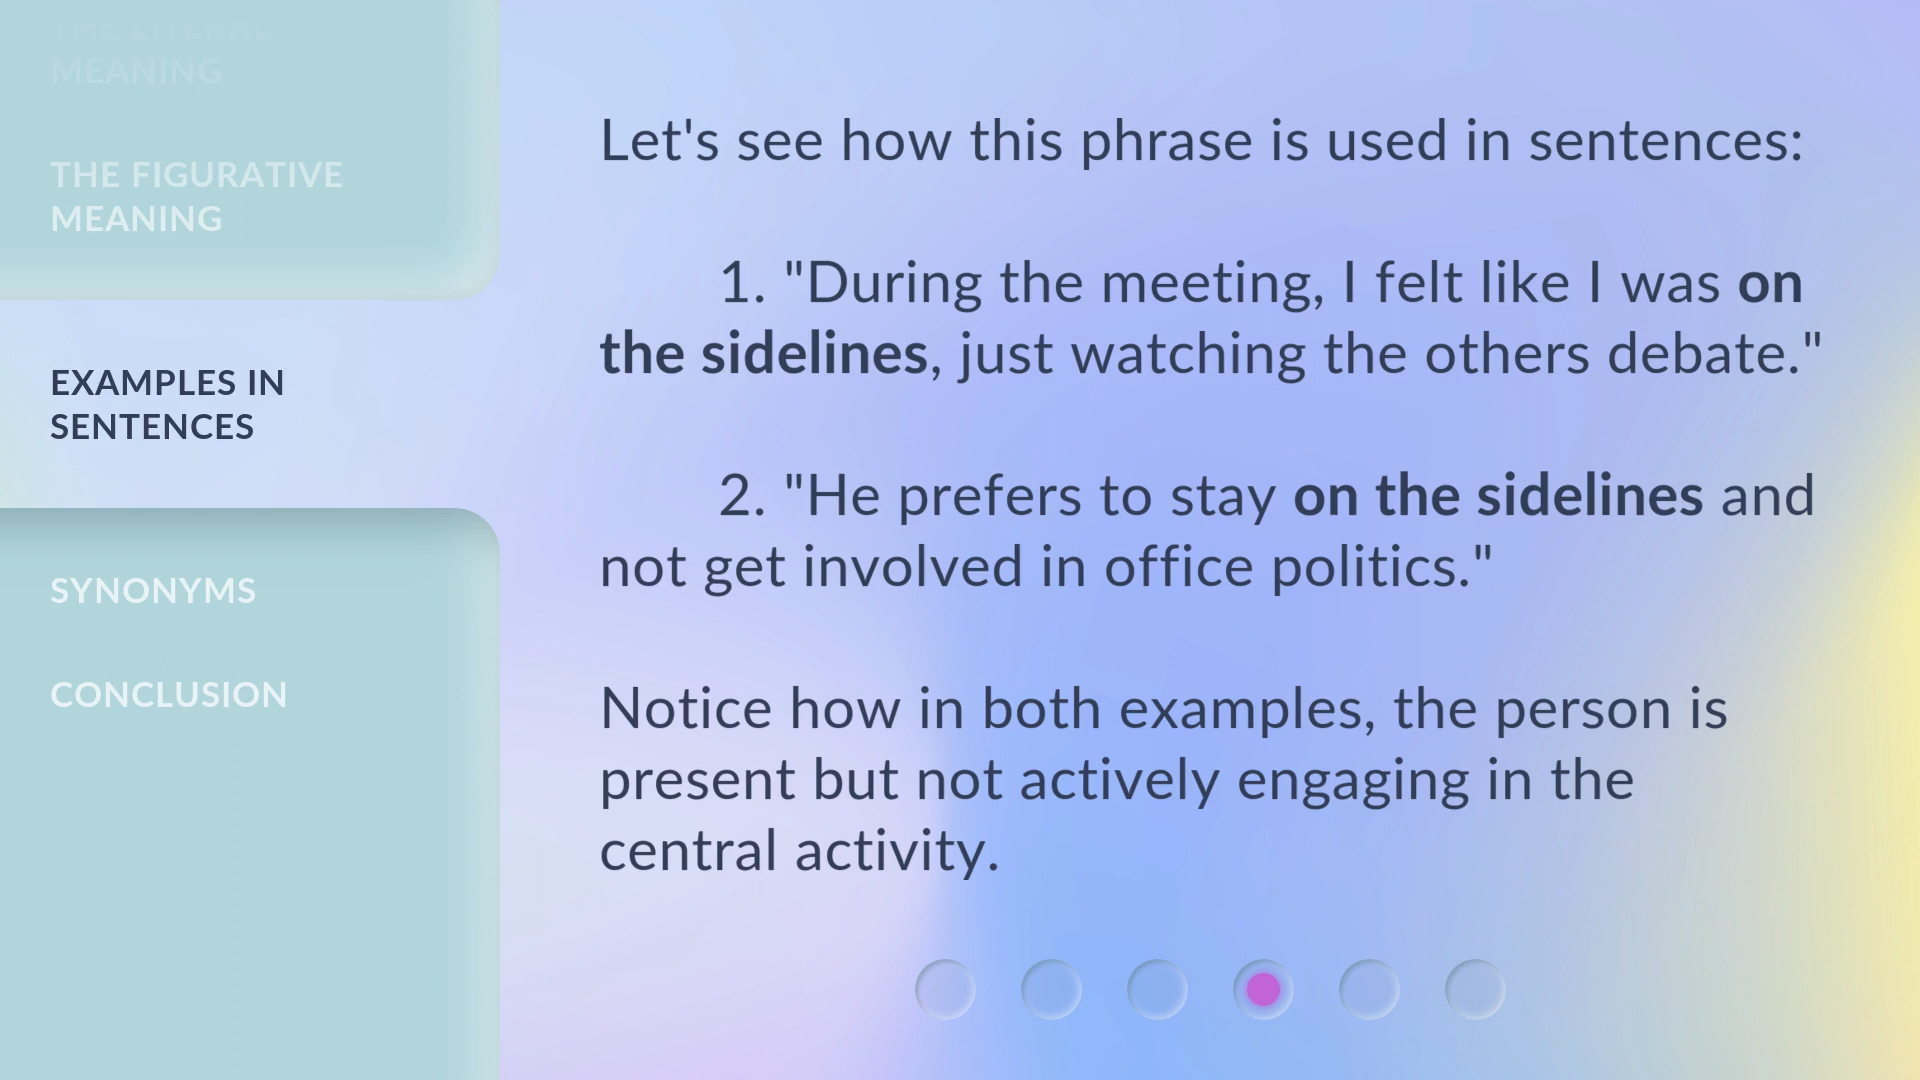 THE LITERAL
MEANING
THE FIGURATIVE
MEANING
EXAMPLES IN
SENTENCES
SYNONYMS
CONCLUSION
Let's see how this phrase is used in sentences:
1. "During the meeting, I felt like I was on
the sidelines, just watching the others debate."
2. "He prefers to stay on the sidelines and
not get involved in office politics."
Notice how in both examples, the person is
present but not actively engaging in the
central activity.